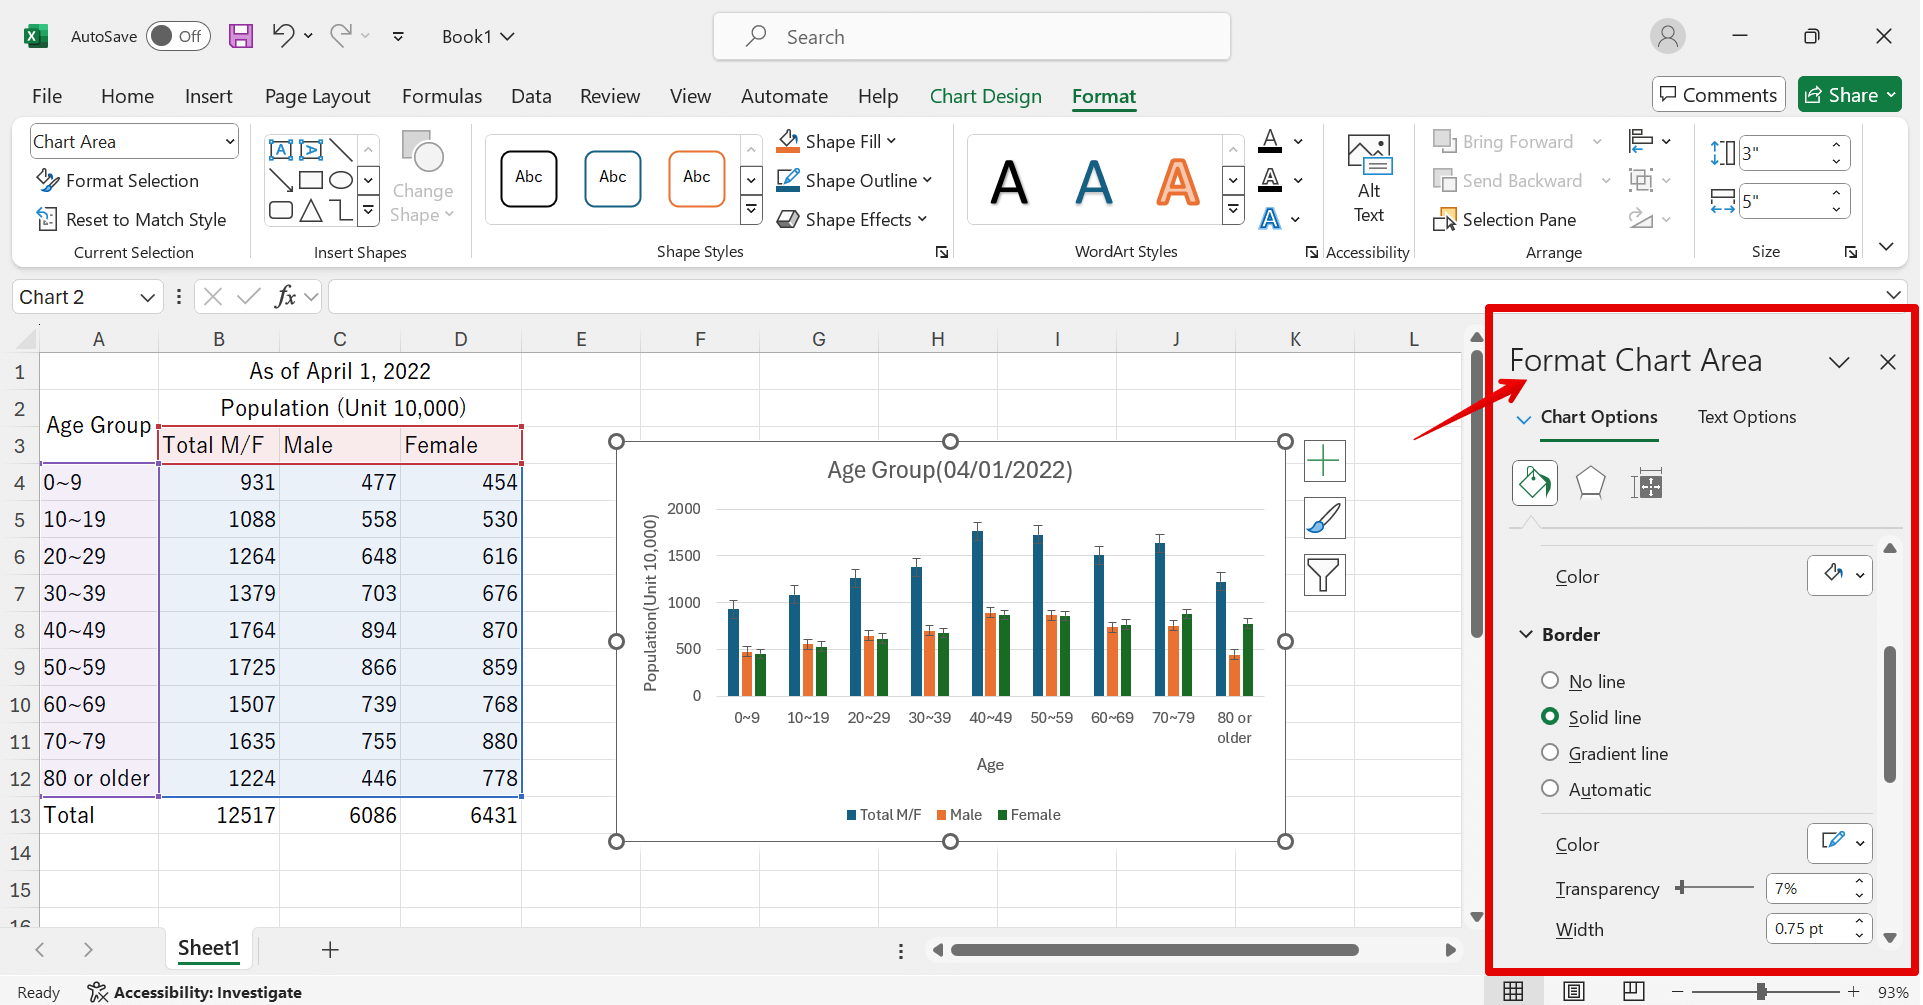 AutoSave Off Book1 Search
File Home Insert Page Layout Formulas Data Review View Automate Help Chart Design Format Comments Share
Chart Area
Format Selection
Reset to Match Style
Current Selection
Change
Shape
Insert Shapes
Abc Abc Abc
Shape Fill
Shape Outline
Shape Effects
Shape Styles
A A A
WordArt Styles
Alt
Text
Accessibility
Bring Forward
Send Backward
Selection Pane
Arrange
3"
5"
Size
Chart 2 fx
A B C D E F G H I J K L
1 As of April 1, 2022
2 Population (Unit 10,000)
Age Group
3 Total M/F Male Female
4 0~9 931 477 454
5 10~19 1088 558 530
6 20~29 1264 648 616
7 30~39 1379 703 676
8 40~49 1764 894 870
9 50~59 1725 866 859
10 60~69 1507 739 768
11 70~79 1635 755 880
12 80 or older 1224 446 778
13 Total 12517 6086 6431
14
15
16
Age Group(04/01/2022)
Population(Unit 10,000)
2000
1500
1000
500
0
0~9 10~19 20~29 30~39 40~49 50~59 60~69 70~79 80 or
older
Age
Total M/F Male Female
Format Chart Area
Chart Options Text Options
Color
Border
No line
Solid line
Gradient line
Automatic
Color
Transparency 7%
Width 0.75 pt
Sheet1
Ready Accessibility: Investigate 93%